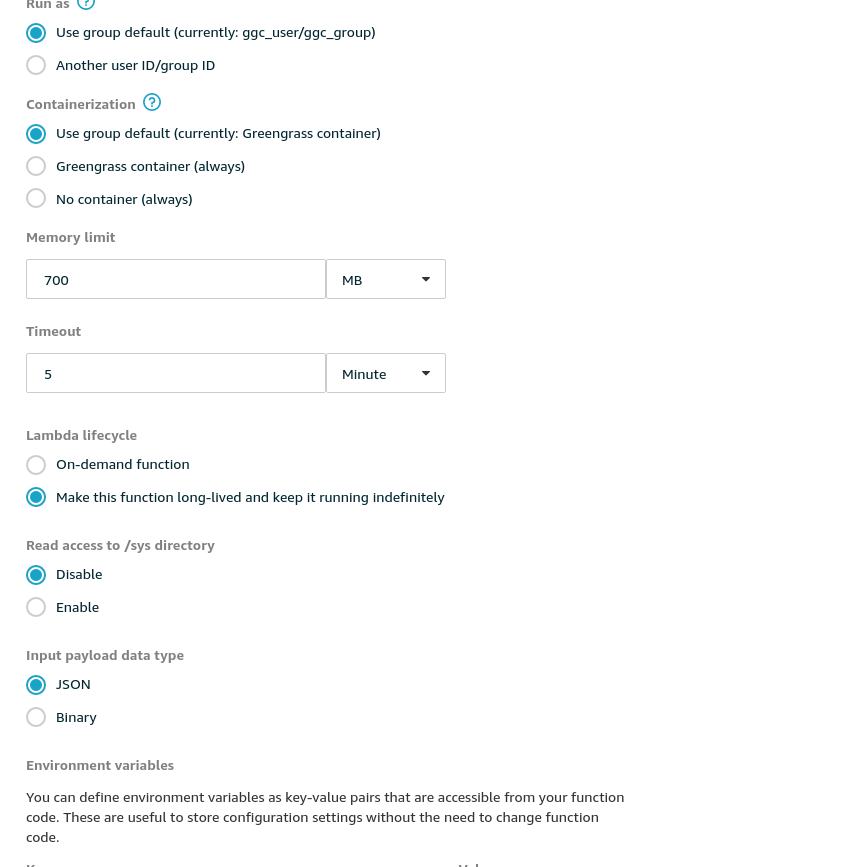 Run as ?
Use group default (currently: ggc_user/ggc_group)
Another user ID/group ID
Containerization ?
Use group default (currently: Greengrass container)
Greengrass container (always)
No container (always)
Memory limit
700 MB
Timeout
5 Minute
Lambda lifecycle
On-demand function
Make this function long-lived and keep it running indefinitely
Read access to /sys directory
Disable
Enable
Input payload data type
JSON
Binary
Environment variables
You can define environment variables as key-value pairs that are accessible from your function
code. These are useful to store configuration settings without the need to change function
code.